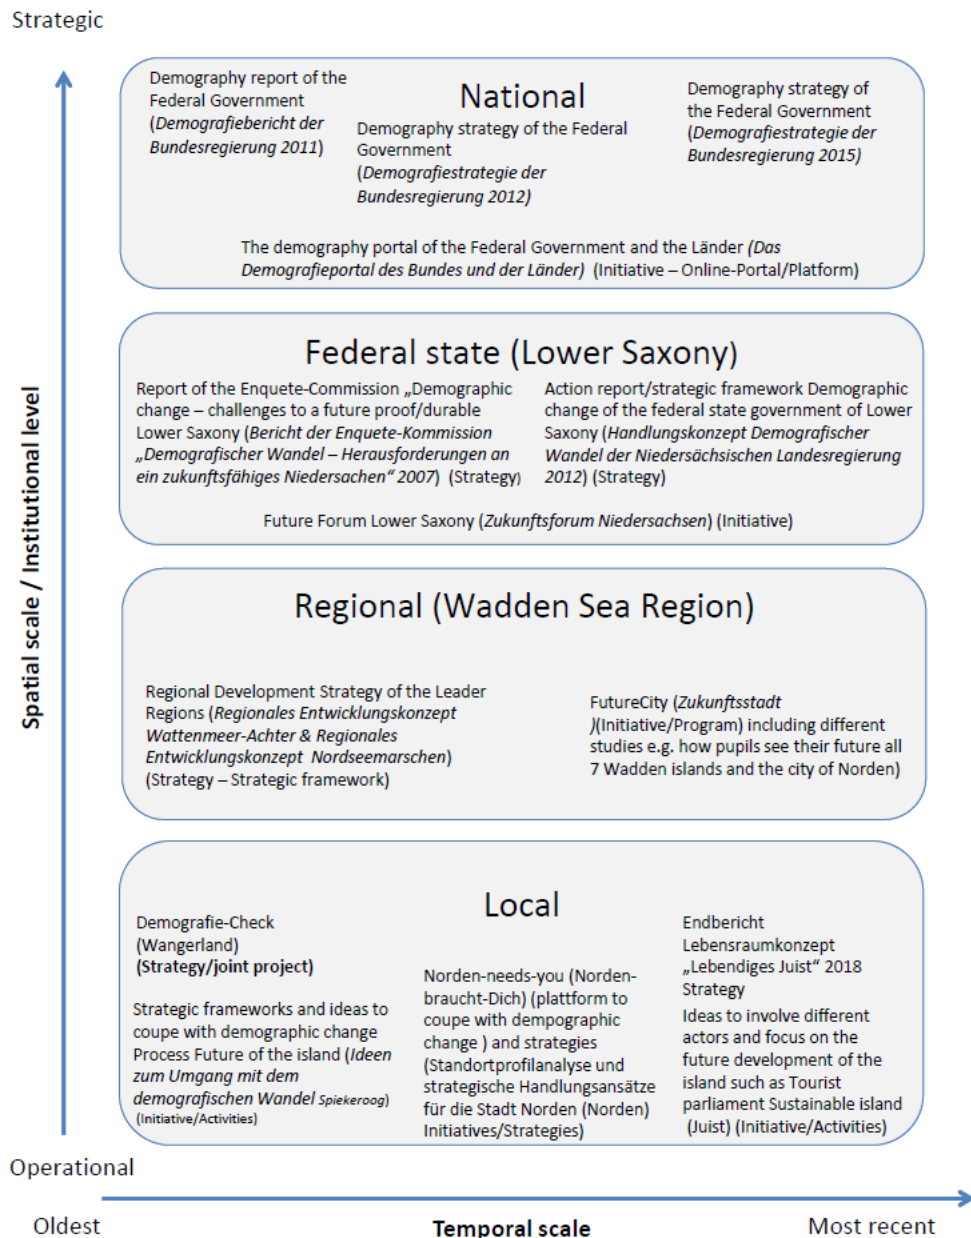 Strategic
Demography report of the
Federal Government
(Demografiebericht der
Bundesregierung 2011)
National
Demography strategy of the Federal
Government
(Demografiestrategie der
Bundesregierung 2012)
Demography strategy of
the Federal Government
(Demografiestrategie der
Bundesregierung 2015)
The demography portal of the Federal Government and the Länder (Das
Demografieportal des Bundes und der Länder) (Initiative – Online-Portal/Platform)
Federal state (Lower Saxony)
Report of the Enquete-Commission „Demographic
change – challenges to a future proof/durable
Lower Saxony (Bericht der Enquete-Kommission
„Demografischer Wandel – Herausforderungen an
ein zukunftsfähiges Niedersachen“ 2007) (Strategy)
Action report/strategic framework Demographic
change of the federal state government of Lower
Saxony (Handlungskonzept Demografischer
Wandel der Niedersächsischen Landesregierung
2012) (Strategy)
Future Forum Lower Saxony (Zukunftsforum Niedersachsen) (Initiative)
Spatial scale / Institutional level
Regional (Wadden Sea Region)
Regional Development Strategy of the Leader
Regions (Regionales Entwicklungskonzept
Wattenmeer-Achter & Regionales
Entwicklungskonzept Nordseemarschen)
(Strategy – Strategic framework)
FutureCity (Zukunftsstadt
)(Initiative/Program) including different
studies e.g. how pupils see their future all
7 Wadden islands and the city of Norden)
Local
Demografie-Check
(Wangerland)
(Strategy/joint project)
Strategic frameworks and ideas to
coupe with demographic change
Process Future of the island (Ideen
zum Umgang mit dem
demografischen Wandel Spiekeroog)
(Initiative/Activities)
Norden-needs-you (Norden-
braucht-Dich) (plattform to
coupe with dempographic
change ) and strategies
(Standortprofilanalyse und
strategische Handlungsansätze
für die Stadt Norden (Norden)
Initiatives/Strategies)
Endbericht
Lebensraumkonzept
„Lebendiges Juist“ 2018
Strategy
Ideas to involve different
actors and focus on the
future development of the
island such as Tourist
parliament Sustainable island
(Juist) (Initiative/Activities)
Operational
Oldest
Temporal scale
Most recent